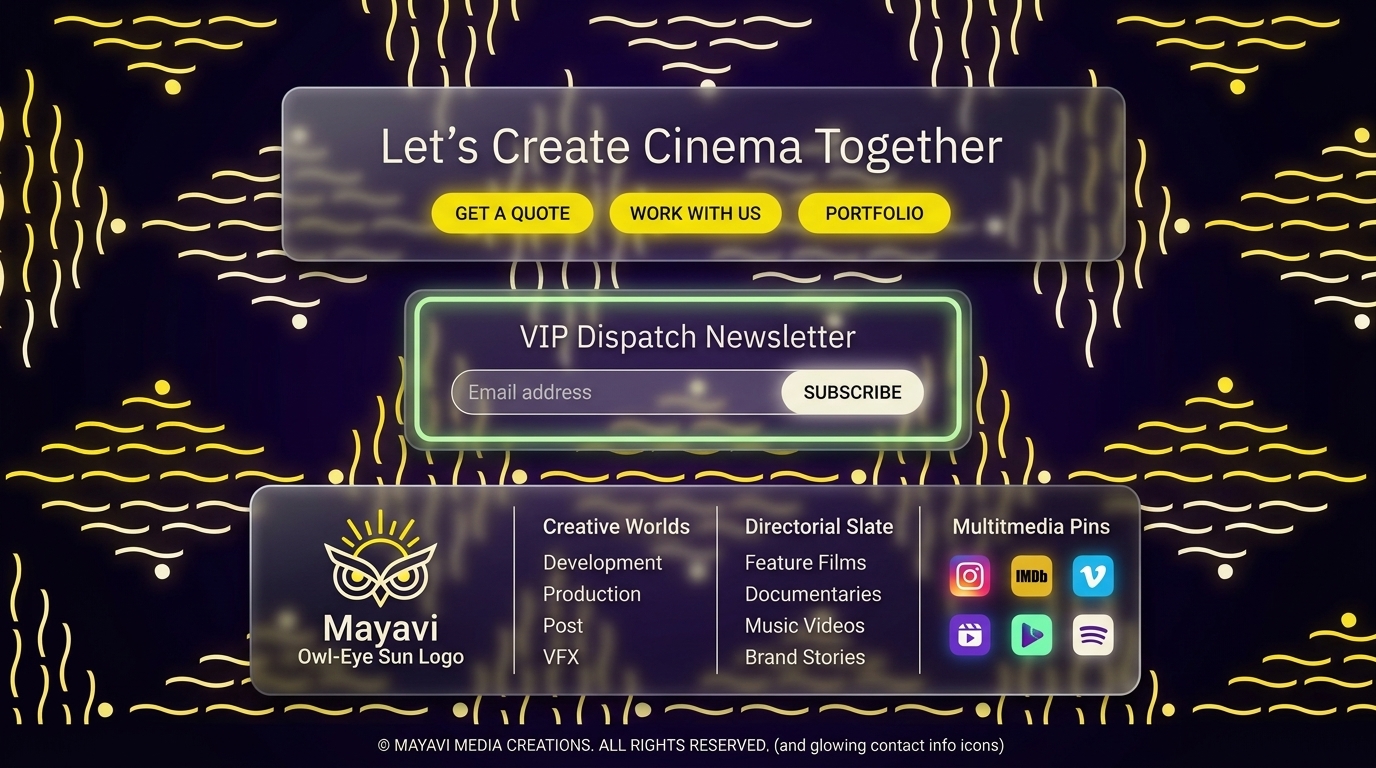 Let’s Create Cinema Together
GET A QUOTE
WORK WITH US
PORTFOLIO
VIP Dispatch Newsletter
Email address
SUBSCRIBE
Mayavi
Owl-Eye Sun Logo
Creative Worlds
Development
Production
Post
VFX
Directorial Slate
Feature Films
Documentaries
Music Videos
Brand Stories
Multitmedia Pins
IMDb
© MAYAVI MEDIA CREATIONS. ALL RIGHTS RESERVED, (and glowing contact info icons)